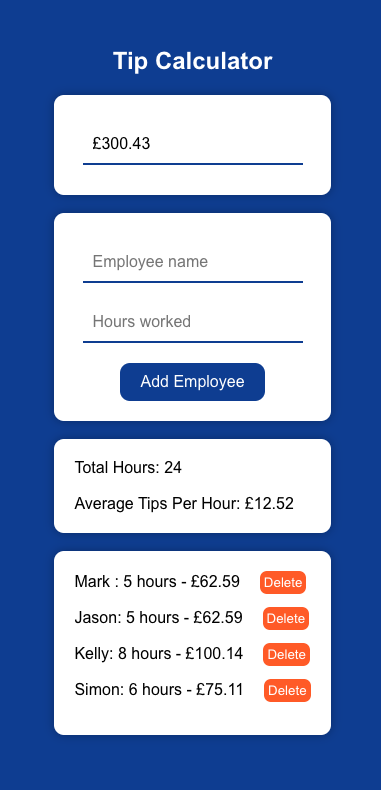 Tip Calculator
£300.43
Employee name
Hours worked
Add Employee
Total Hours: 24
Average Tips Per Hour: £12.52
Mark : 5 hours - £62.59 Delete
Jason: 5 hours - £62.59 Delete
Kelly: 8 hours - £100.14 Delete
Simon: 6 hours - £75.11 Delete